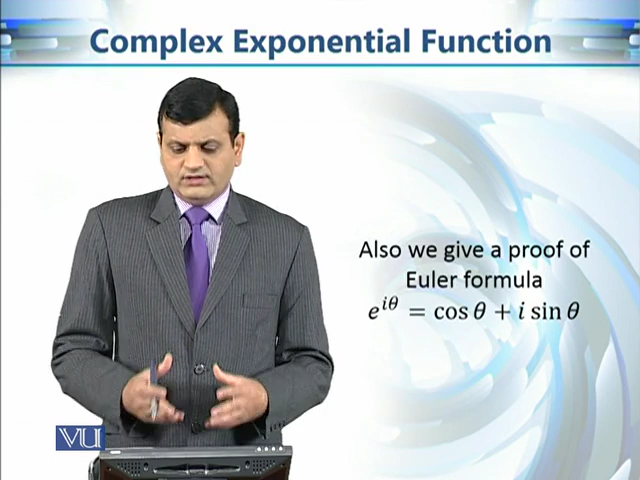 Complex Exponential Function
Also we give a proof of
Euler formula
e^{iθ} = cos θ + i sin θ
VU